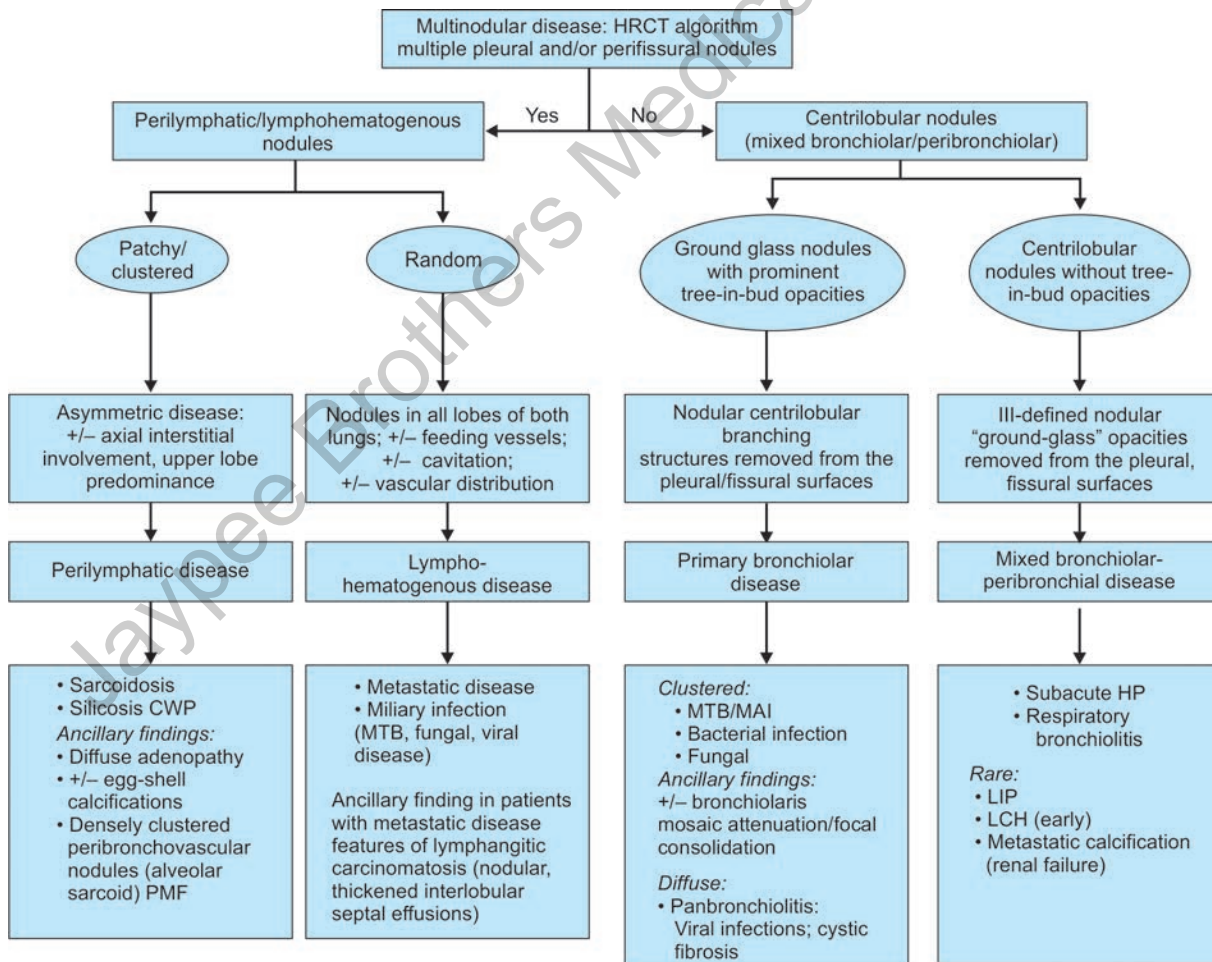 Multinodular disease: HRCT algorithm
multiple pleural and/or perifissural nodules
Yes
No
Perilymphatic/lymphohematogenous
nodules
Centrilobular nodules
(mixed bronchiolar/peribronchiolar)
Patchy/
clustered
Random
Ground glass nodules
with prominent
tree-in-bud opacities
Centrilobular
nodules without tree-
in-bud opacities
Asymmetric disease:
+/– axial interstitial
involvement, upper lobe
predominance
Nodules in all lobes of both
lungs; +/– feeding vessels;
+/– cavitation;
+/– vascular distribution
Nodular centrilobular
branching
structures removed from the
pleural/fissural surfaces
III-defined nodular
“ground-glass” opacities
removed from the pleural,
fissural surfaces
Perilymphatic disease
Lympho-
hematogenous disease
Primary bronchiolar
disease
Mixed bronchiolar-
peribronchial disease
• Sarcoidosis
• Silicosis CWP
Ancillary findings:
• Diffuse adenopathy
• +/– egg-shell
calcifications
• Densely clustered
peribronchovascular
nodules (alveolar
sarcoid) PMF
• Metastatic disease
• Miliary infection
(MTB, fungal, viral
disease)
Ancillary finding in patients
with metastatic disease
features of lymphangitic
carcinomatosis (nodular,
thickened interlobular
septal effusions)
Clustered:
• MTB/MAI
• Bacterial infection
• Fungal
Ancillary findings:
+/– bronchiolaris
mosaic attenuation/focal
consolidation
Diffuse:
• Panbronchiolitis:
Viral infections; cystic
fibrosis
• Subacute HP
• Respiratory
bronchiolitis
Rare:
• LIP
• LCH (early)
• Metastatic calcification
(renal failure)
Jaypee Brothers Medical